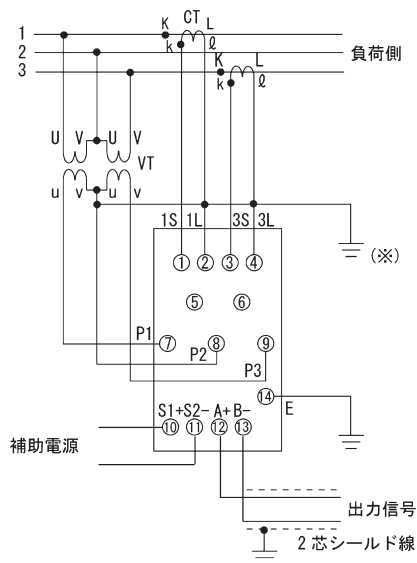 CT
K L
1
k ℓ
2
負荷側
3
K L
k ℓ
U V U V
VT
u v u v
1S 1L 3S 3L
(※)
① ② ③ ④
⑤ ⑥
P1 ⑦ ⑧ ⑨
P2
P3
⑭ E
S1+ S2- A+ B-
⑩ ⑪ ⑫ ⑬
補助電源
出力信号
2芯シールド線